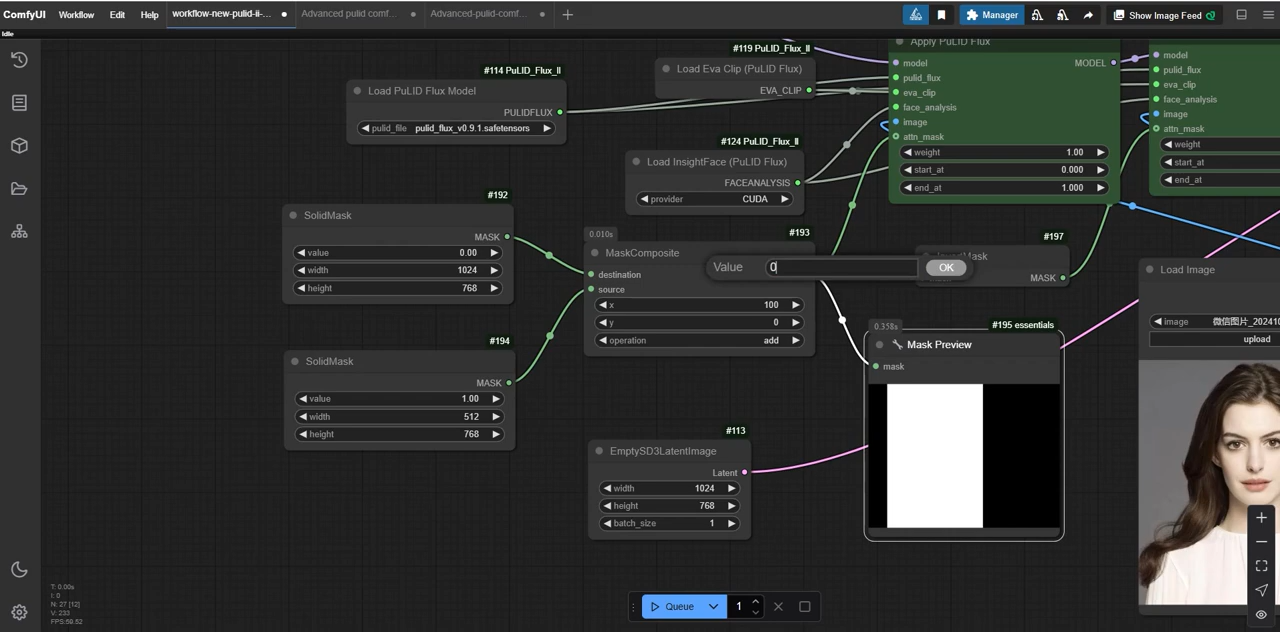 ComfyUI Workflow Edit Help workflow-new-pulid-ii-... Advanced pulid comf... Advanced-pulid-comf... Manager Show Image Feed
Idle
#114 PuLID_Flux_II
Load PuLID Flux Model
PULIDFLUX
pulid_file pulid_flux_v0.9.1.safetensors
#119 PuLID_Flux_II
Load Eva Clip (PuLID Flux)
EVA_CLIP
#124 PuLID_Flux_II
Load InsightFace (PuLID Flux)
FACEANALYSIS
provider CUDA
Apply PuLID Flux
model MODEL
pulid_flux
eva_clip
face_analysis
image
attn_mask
weight 1.00
start_at 0.000
end_at 1.000
model
pulid_flux
eva_clip
face_analysis
image
attn_mask
weight
start_at
end_at
#192
SolidMask
MASK
value 0.00
width 1024
height 768
#194
SolidMask
MASK
value 1.00
width 512
height 768
0.010s #193
MaskComposite
destination
source
x 100
y 0
operation add
Value 0 OK
#197
MASK
0.358s #195 essentials
Mask Preview
mask
#113
EmptySD3LatentImage
Latent
width 1024
height 768
batch_size 1
Load Image
image 微信图片_202410
upload
T: 0.00s
I: 0
N: 27 [12]
V: 233
FPS:59.52
Queue 1